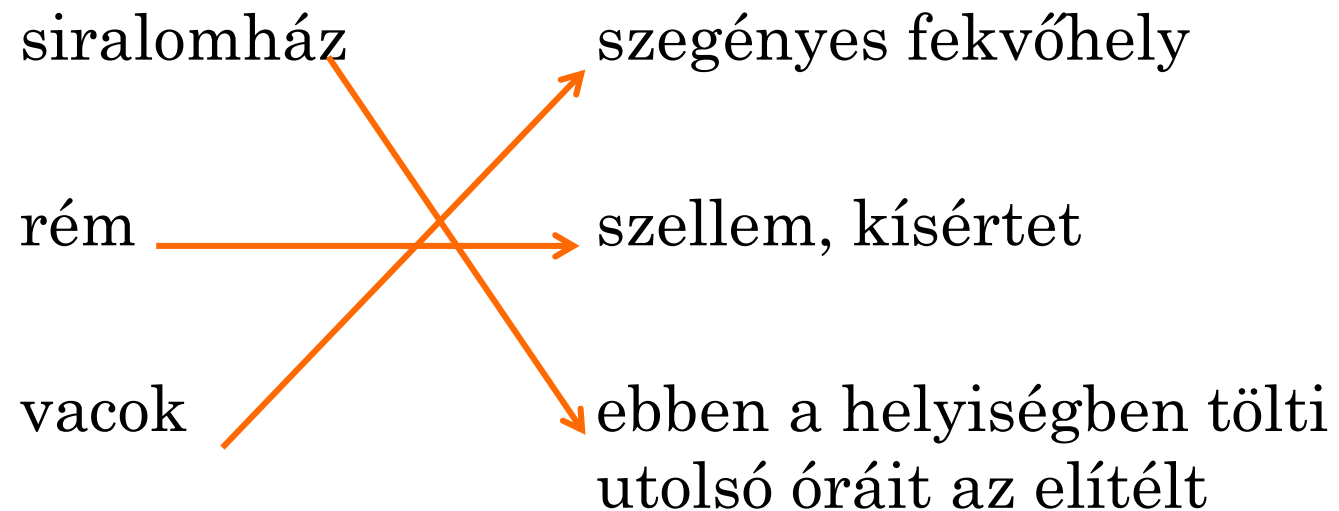 siralomház
szegényes fekvőhely
rém
szellem, kísértet
vacok
ebben a helyiségben tölti
utolsó óráit az elítélt